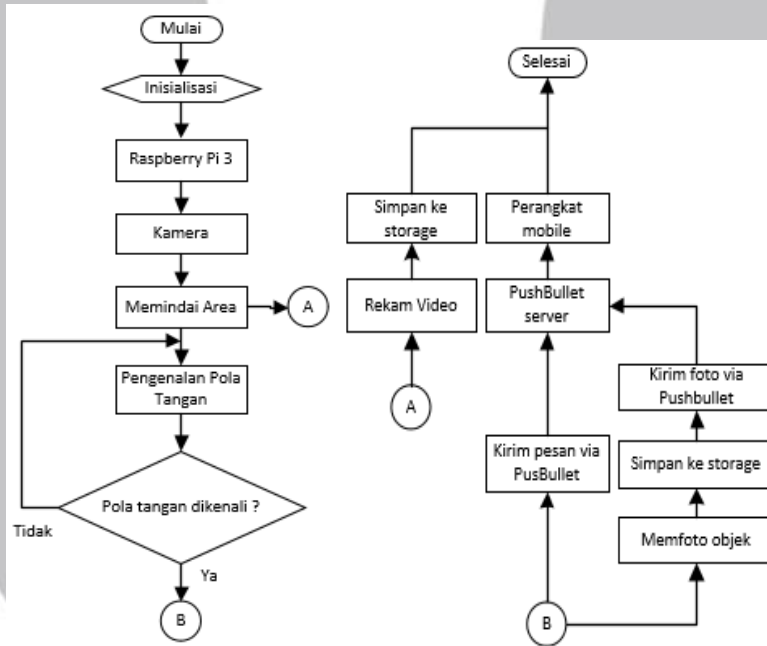 Mulai
Inisialisasi
Raspberry Pi 3
Kamera
Memindai Area
A
Pengenalan Pola
Tangan
Pola tangan dikenali ?
Tidak
Ya
B
Selesai
Simpan ke
storage
Perangkat
mobile
Rekam Video
PushBullet
server
A
Kirim foto via
Pushbullet
Kirim pesan via
PusBullet
Simpan ke storage
Memfoto objek
B